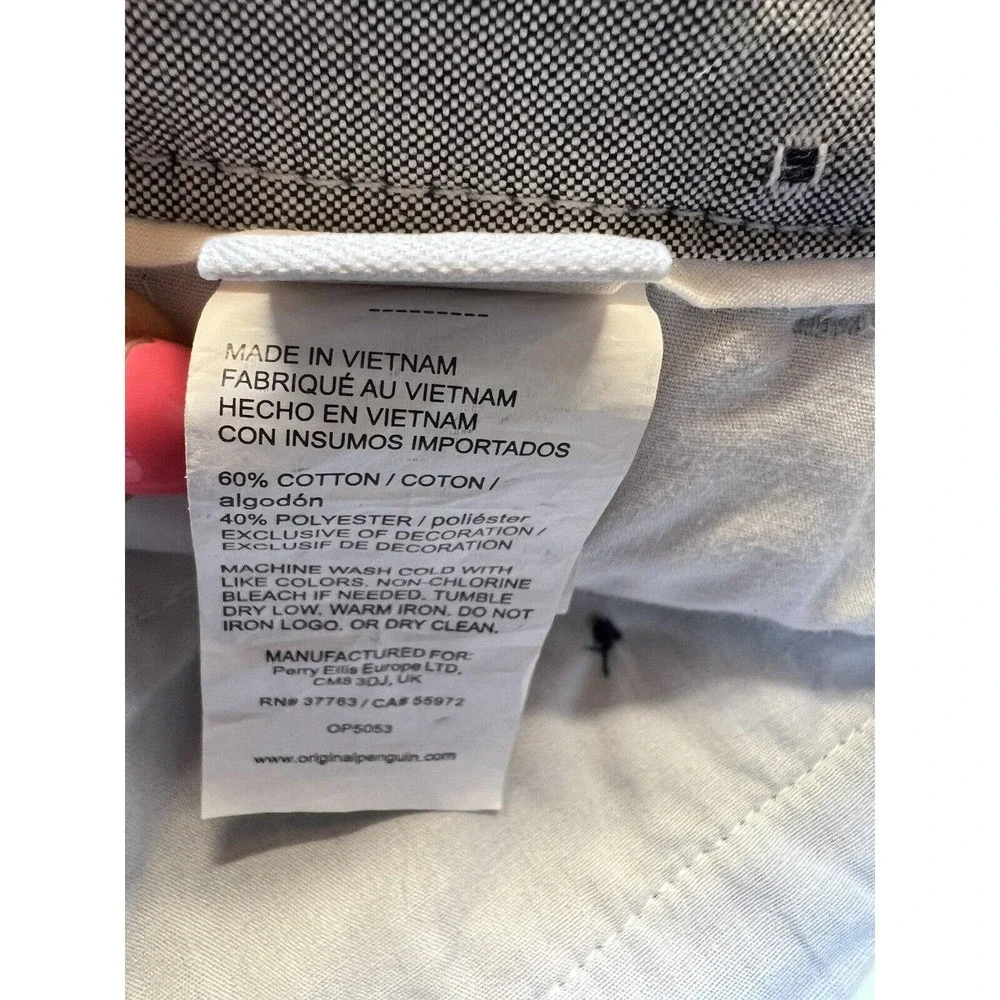 ---------
MADE IN VIETNAM
FABRIQUÉ AU VIETNAM
HECHO EN VIETNAM
CON INSUMOS IMPORTADOS
60% COTTON / COTON /
algodón
40% POLYESTER / poliéster
EXCLUSIVE OF DECORATION /
EXCLUSIF DE DECORATION
MACHINE WASH COLD WITH
LIKE COLORS. NON-CHLORINE
BLEACH IF NEEDED. TUMBLE
DRY LOW. WARM IRON. DO NOT
IRON LOGO. OR DRY CLEAN.
MANUFACTURED FOR:
Perry Ellis Europe LTD.
CM8 3DJ, UK
RN# 37763 / CA# 55972
OP5053
www.originalpenguin.com